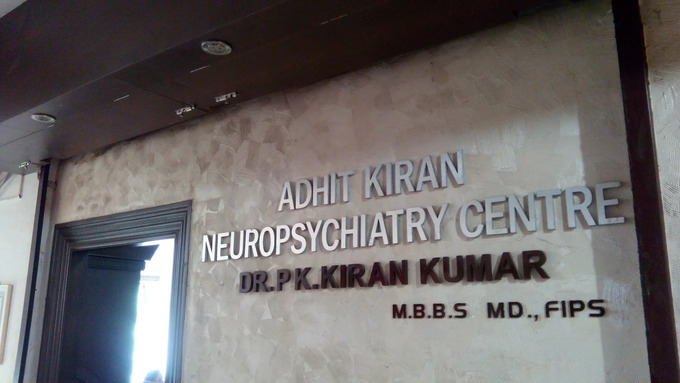 ADHIT KIRAN
NEUROPSYCHIATRY CENTRE
DR.P K.KIRAN KUMAR
M.B.B.S MD., FIPS